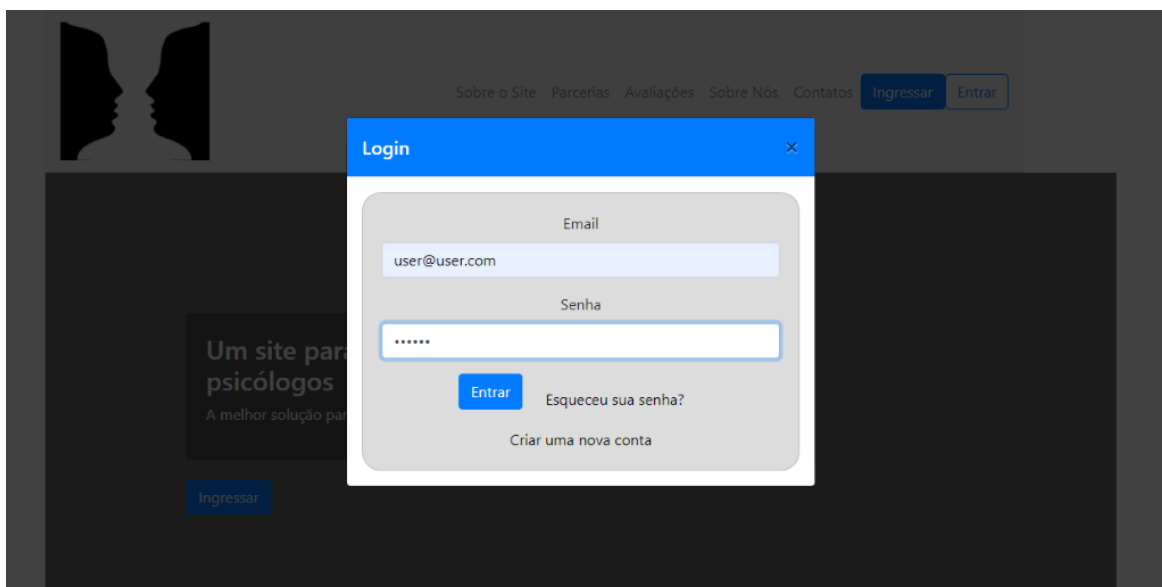 Sobre o Site Parcerias Avaliações Sobre Nós Contatos Ingressar Entrar
Login ×
Email
user@user.com
Senha
••••••
Entrar Esqueceu sua senha?
Criar uma nova conta
Um site para
psicólogos
A melhor solução par
Ingressar